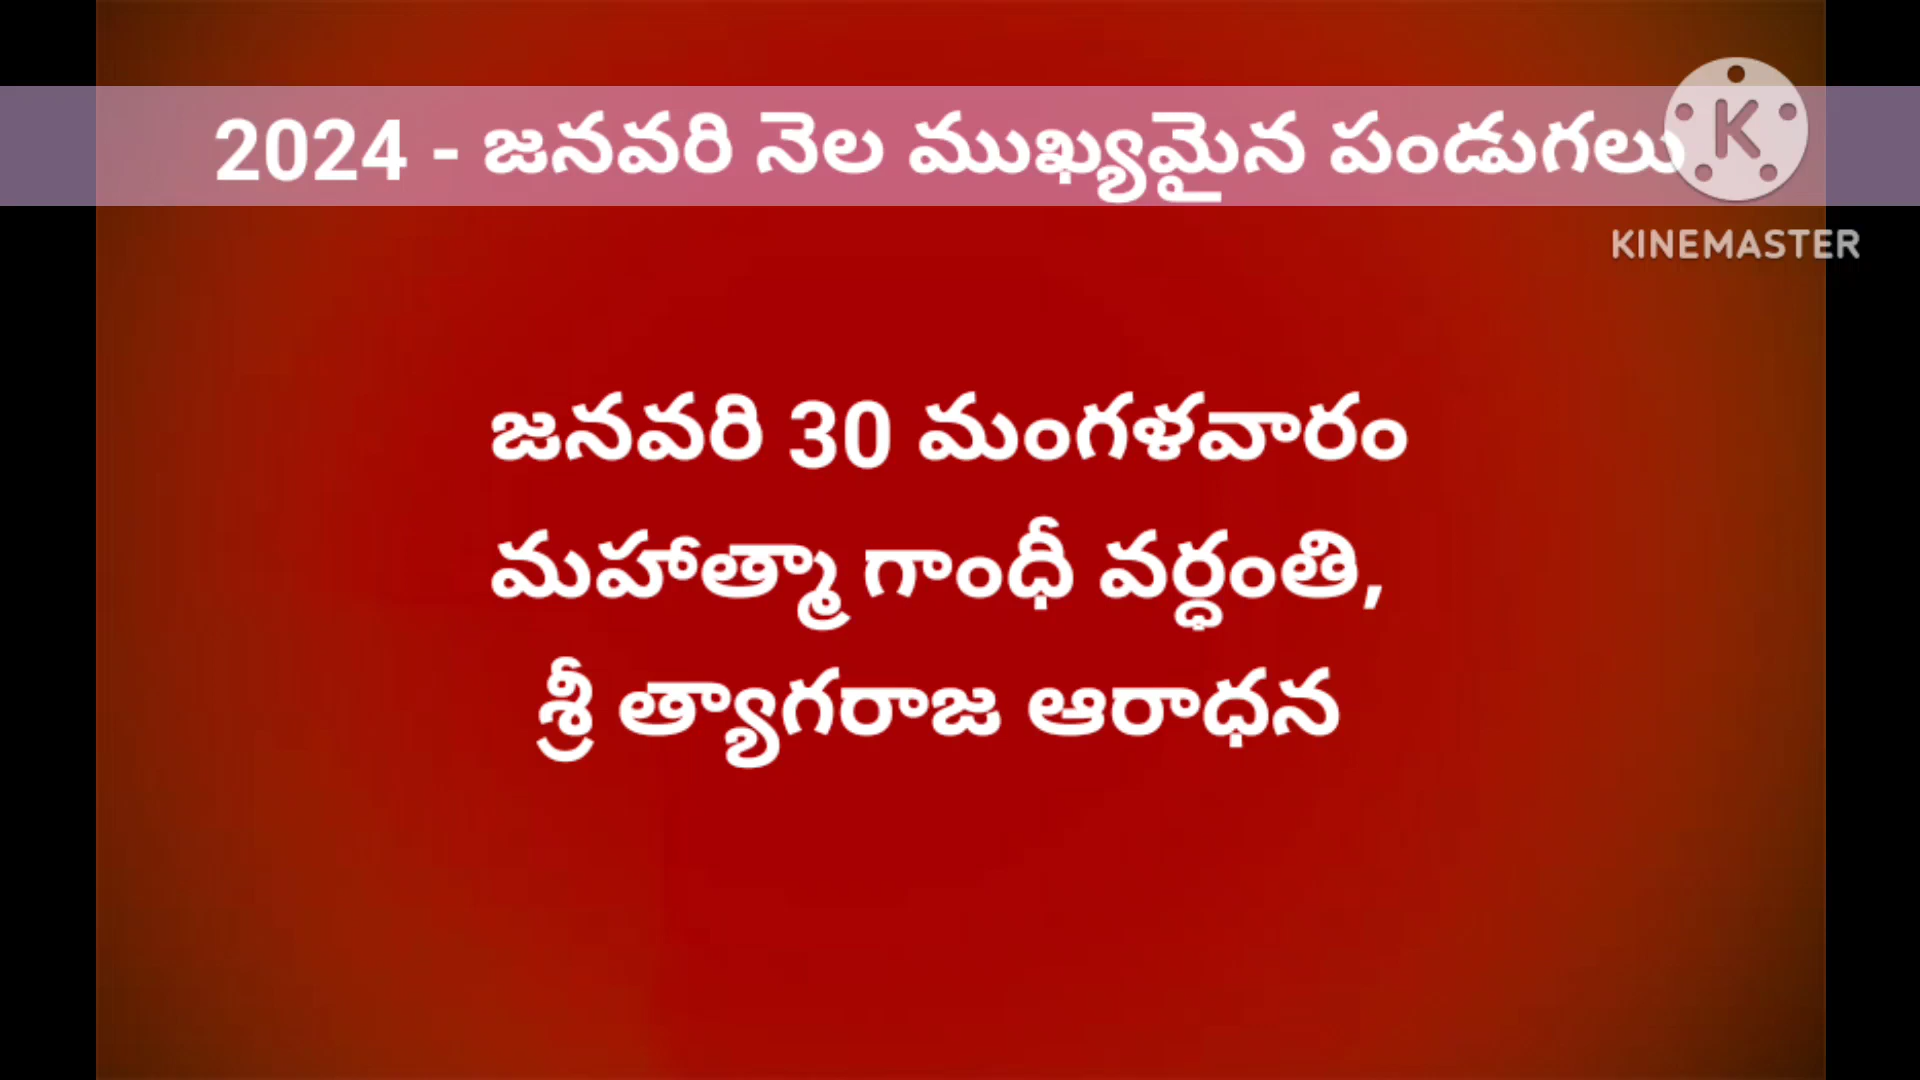 2024 - జనవరి నెల ముఖ్యమైన పండుగలు
K
KINEMASTER
జనవరి 30 మంగళవారం
మహాత్మా గాంధీ వర్ధంతి,
శ్రీ త్యాగరాజ ఆరాధన